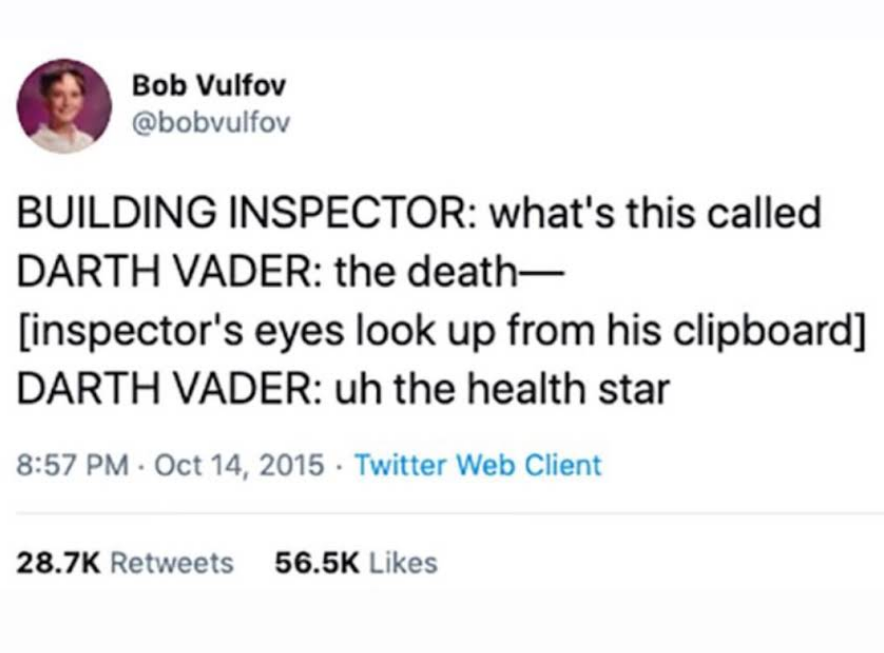 Bob Vulfov
@bobvulfov
BUILDING INSPECTOR: what's this called
DARTH VADER: the death—
[inspector's eyes look up from his clipboard]
DARTH VADER: uh the health star
8:57 PM · Oct 14, 2015 · Twitter Web Client
28.7K Retweets 56.5K Likes